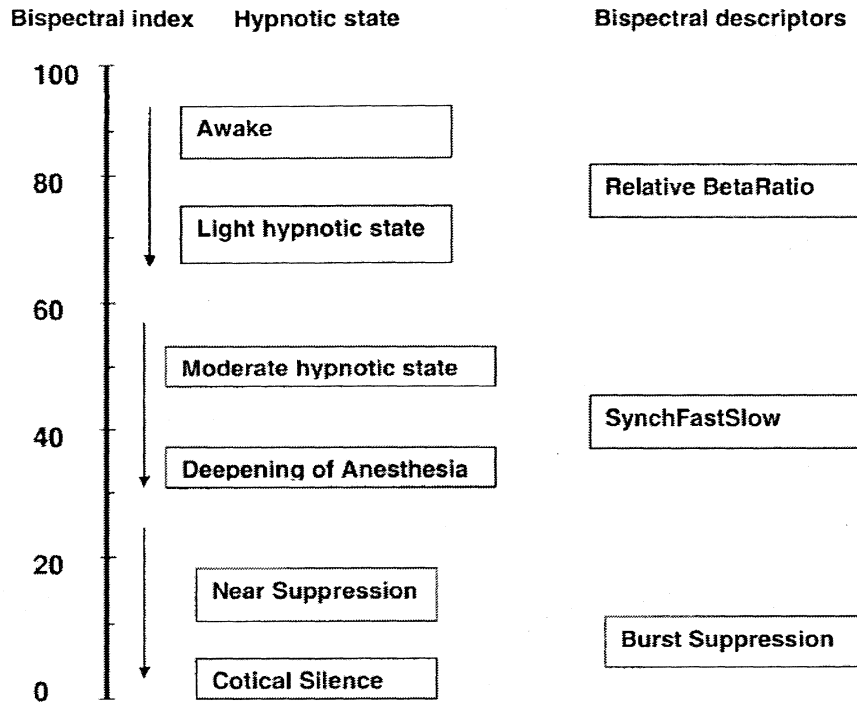 Bispectral index Hypnotic state Bispectral descriptors
100
Awake
80 Relative BetaRatio
Light hypnotic state
60
Moderate hypnotic state
40 SynchFastSlow
Deepening of Anesthesia
20
Near Suppression
Burst Suppression
Cotical Silence
0